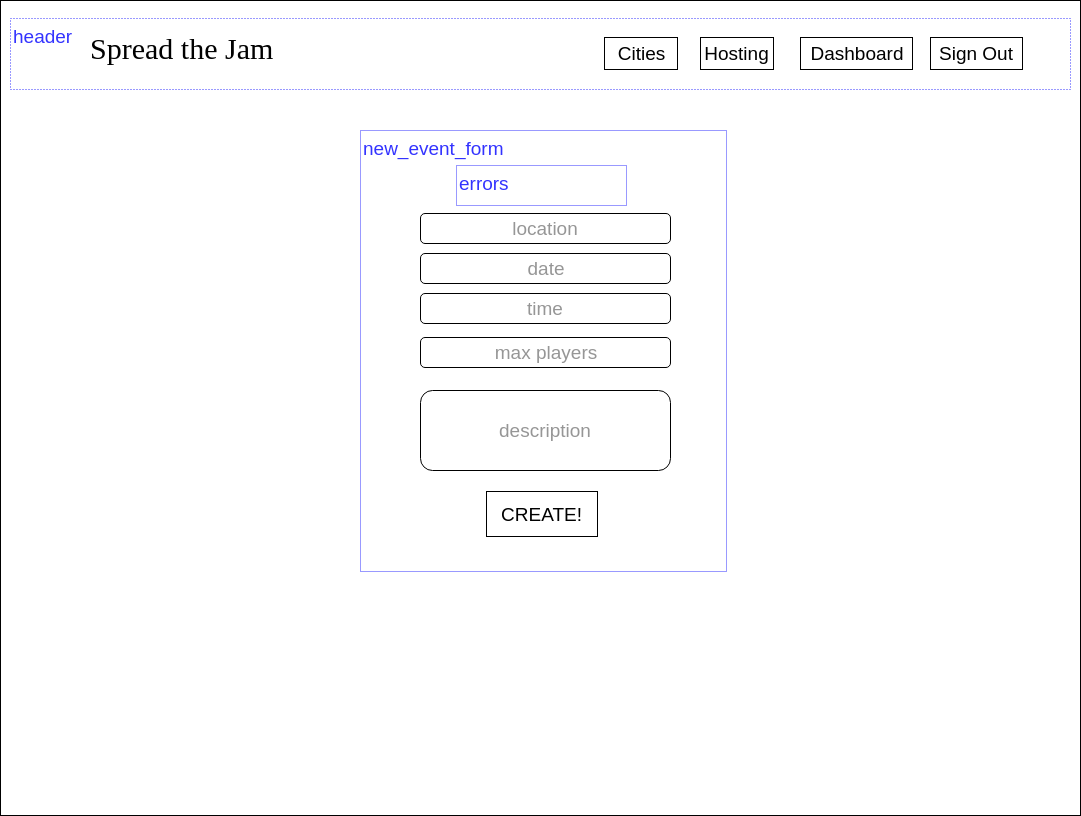 header
Spread the Jam
Cities
Hosting
Dashboard
Sign Out
new_event_form
errors
location
date
time
max players
description
CREATE!